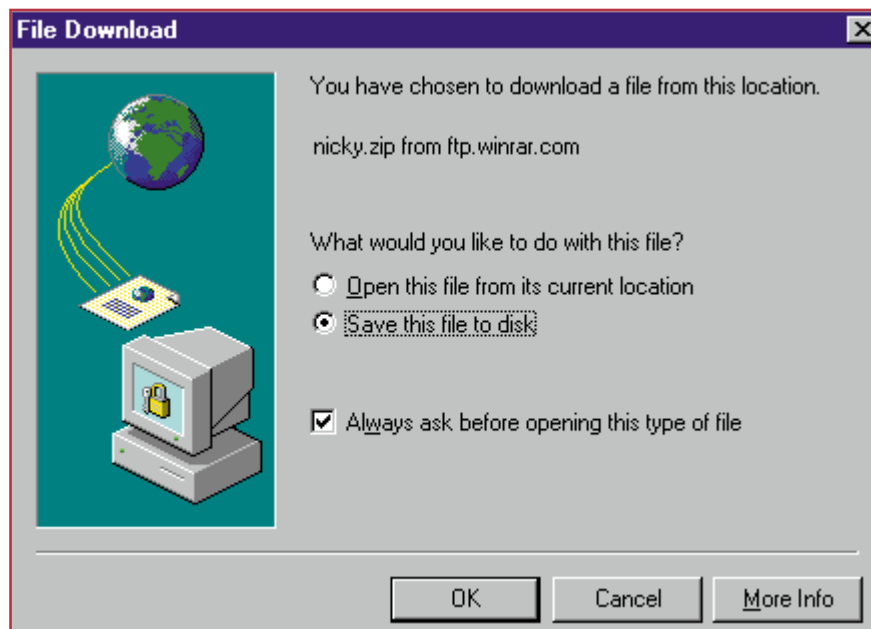 File Download
You have chosen to download a file from this location.
nicky.zip from ftp.winrar.com
What would you like to do with this file?
Open this file from its current location
Save this file to disk
Always ask before opening this type of file
OK Cancel More Info